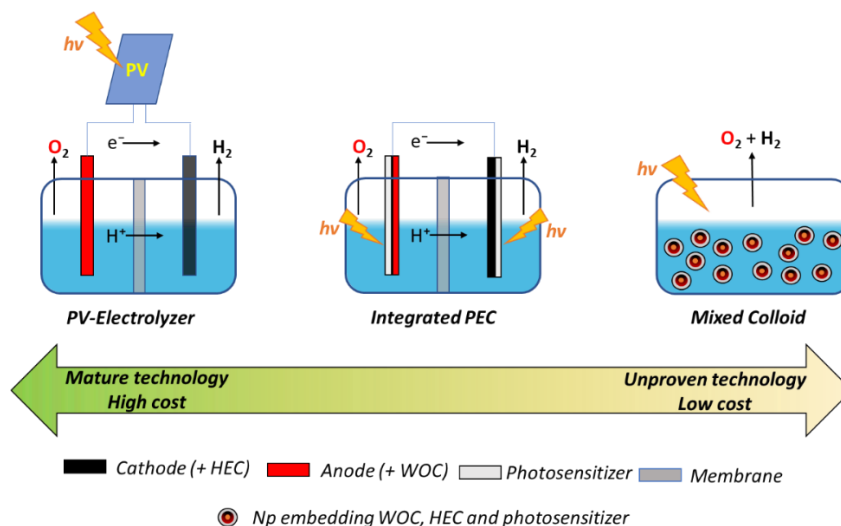 hv
PV
O2
e−
H2
H+
PV-Electrolyzer
O2
e−
H2
hv
H+
hv
Integrated PEC
O2 + H2
hv
Mixed Colloid
Mature technology
High cost
Unproven technology
Low cost
Cathode (+ HEC)
Anode (+ WOC)
Photosensitizer
Membrane
Np embedding WOC, HEC and photosensitizer